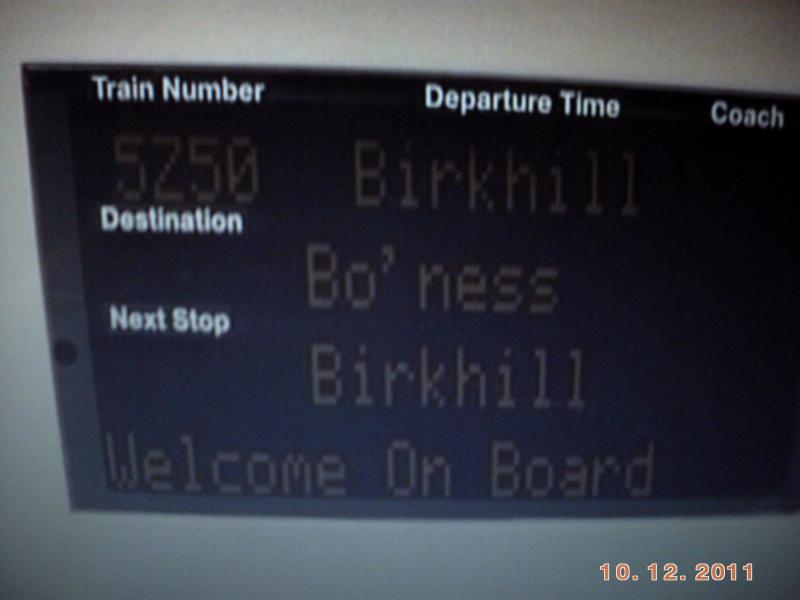 Train Number Departure Time Coach
5Z50 Birkhill
Destination
Bo'ness
Next Stop
Birkhill
Welcome On Board
10. 12. 2011